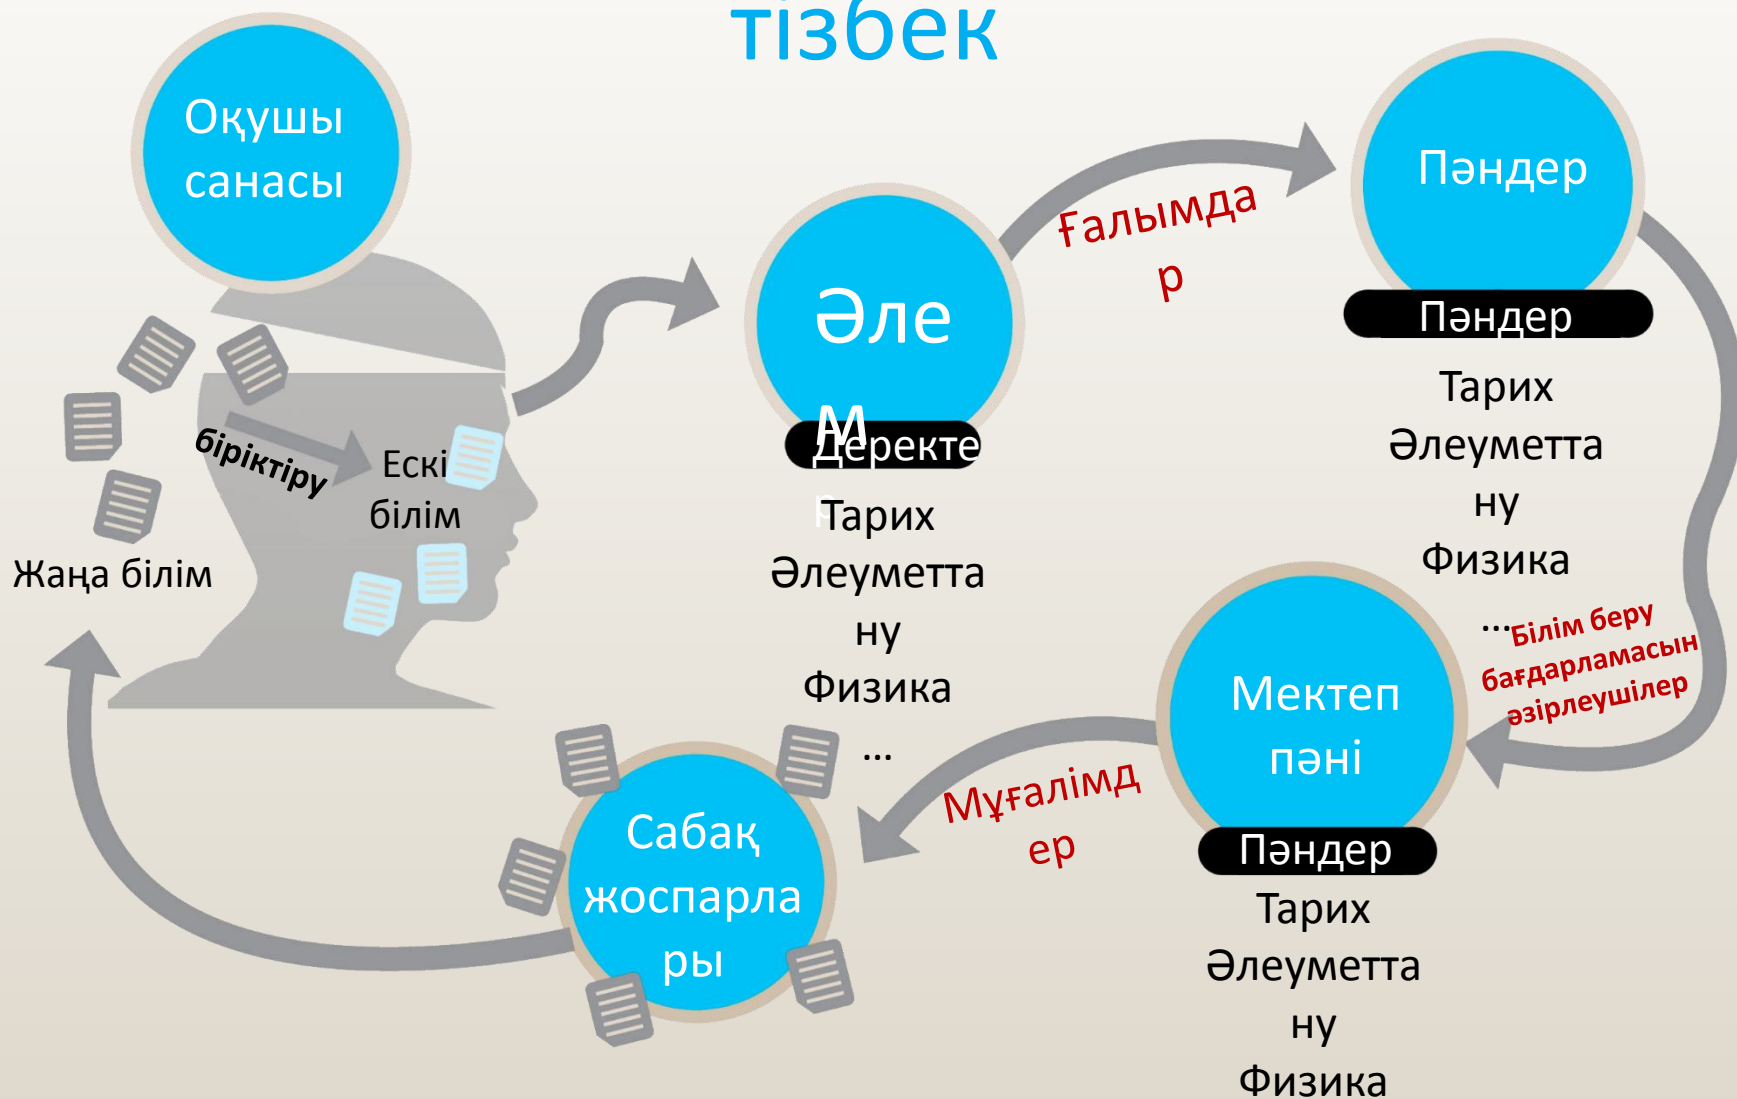 тізбек
Оқушы
санасы
біріктіру
Ескі
білім
Жаңа білім
Әле
м
Деректе
р
Тарих
Әлеуметта
ну
Физика
...
Ғалымда
р
Пәндер
Пәндер
Тарих
Әлеуметта
ну
Физика
...
Білім беру
бағдарламасын
әзірлеушілер
Мектеп
пәні
Пәндер
Тарих
Әлеуметта
ну
Физика
Мұғалімд
ер
Сабақ
жоспарла
ры